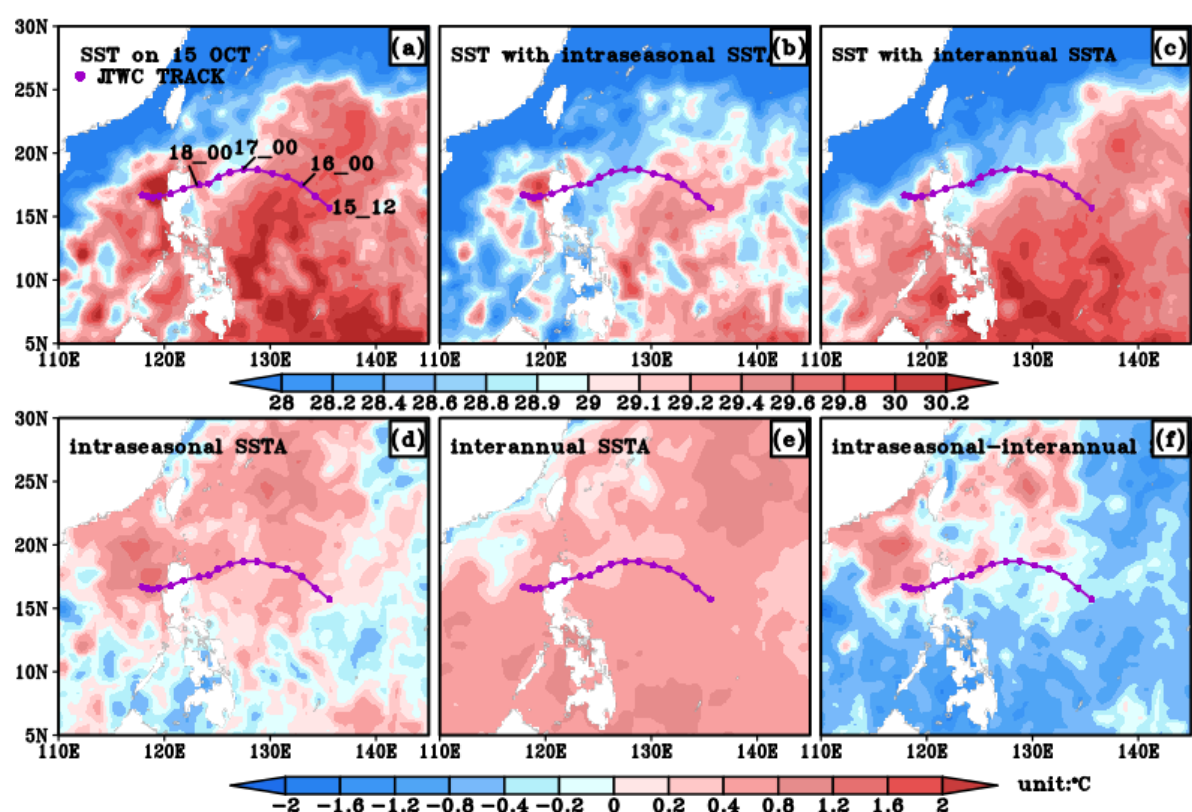 30N
25N
20N
15N
10N
5N
SST on 15 OCT
JTWC TRACK
(a)
18_00
17_00
16_00
15_12
110E 120E 130E 140E
SST with intraseasonal SSTA
(b)
110E 120E 130E 140E
SST with interannual SSTA
(c)
110E 120E 130E 140E
28 28.2 28.4 28.6 28.8 28.9 29 29.1 29.2 29.4 29.6 29.8 30 30.2
30N
25N
20N
15N
10N
5N
intraseasonal SSTA
(d)
110E 120E 130E 140E
interannual SSTA
(e)
110E 120E 130E 140E
intraseasonal-interannual
(f)
110E 120E 130E 140E
-2 -1.6 -1.2 -0.8 -0.4 -0.2 0 0.2 0.4 0.8 1.2 1.6 2
unit:°C